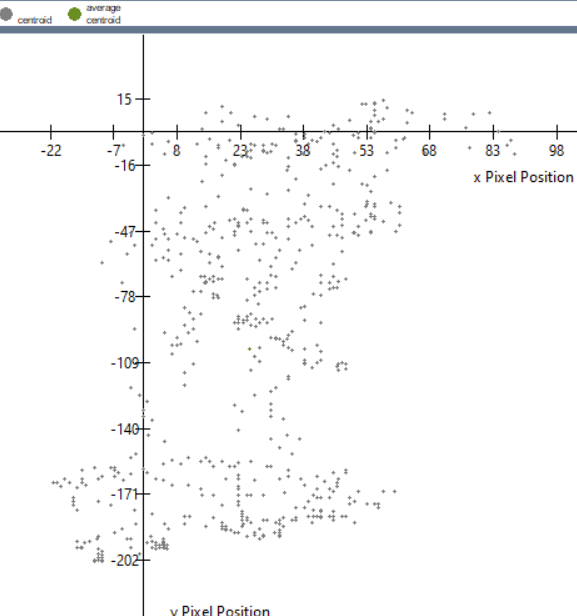 average
centroid centroid
15
-22 -7 8 23 38 53 68 83 98
-16
x Pixel Position
-47
-78
-109
-140
-171
-202
y Pixel Position